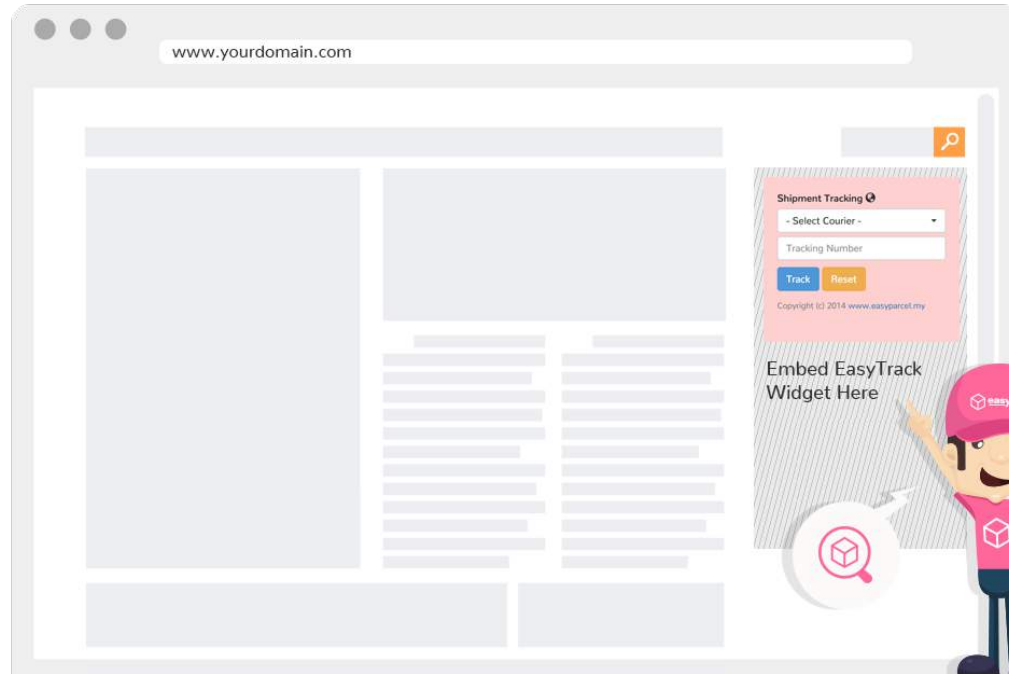 www.yourdomain.com
Shipment Tracking
- Select Courier -
Tracking Number
Track Reset
Copyright (c) 2014 www.easyparcel.my
Embed EasyTrack
Widget Here
easy